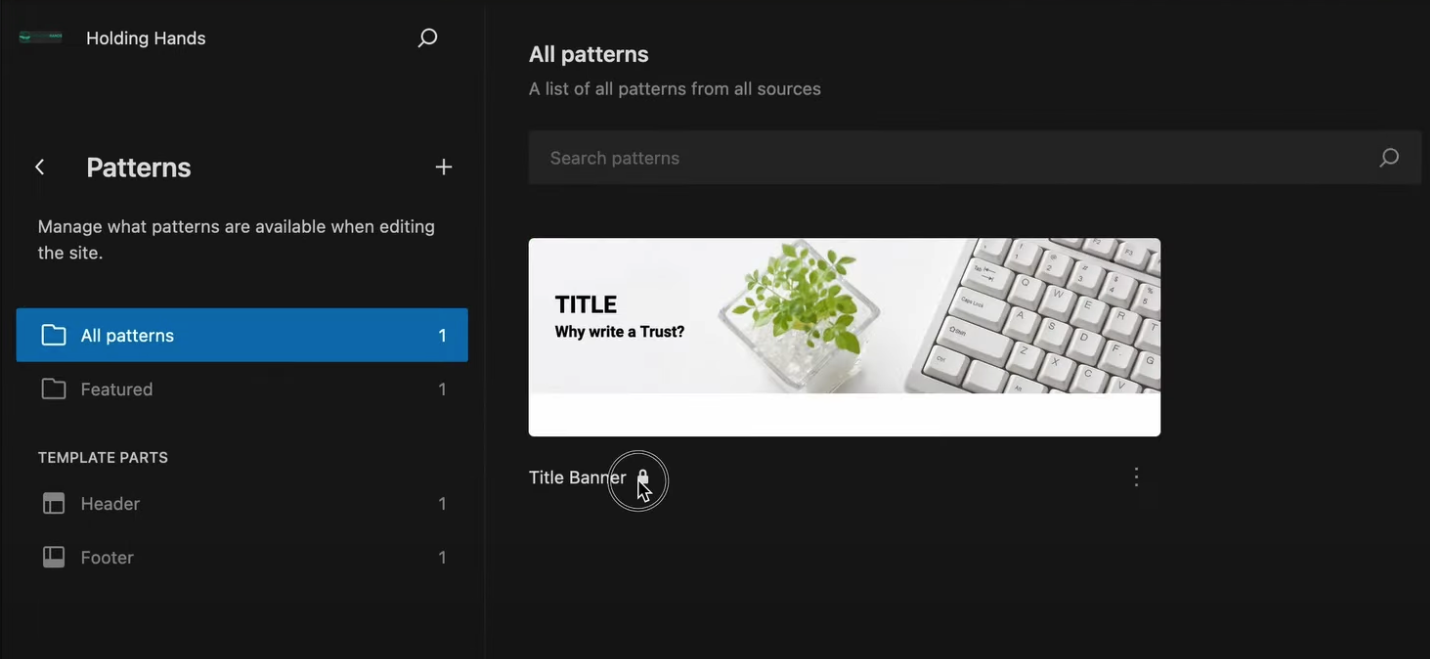 Holding Hands
Patterns
Manage what patterns are available when editing
the site.
All patterns 1
Featured 1
TEMPLATE PARTS
Header 1
Footer 1
All patterns
A list of all patterns from all sources
Search patterns
TITLE
Why write a Trust?
Title Banner